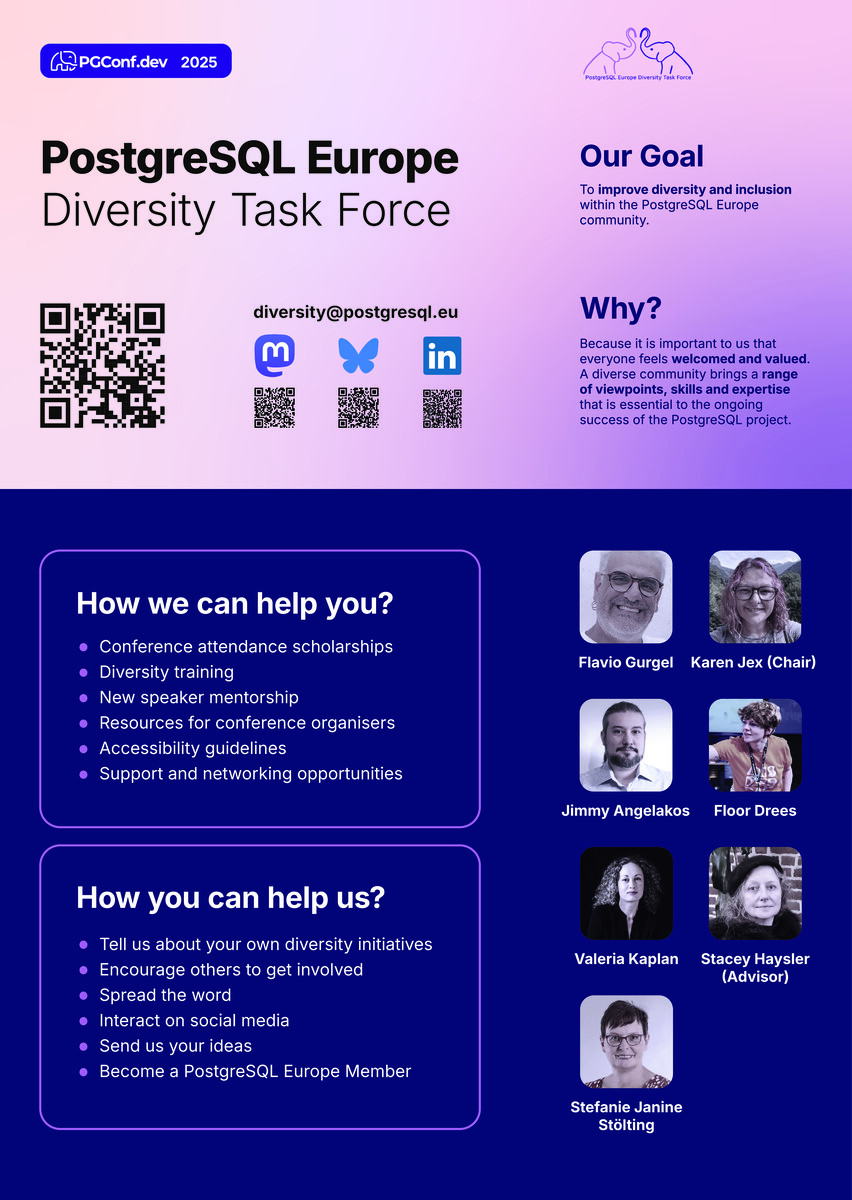 PGConf.dev 2025
PostgreSQL Europe Diversity Task Force
PostgreSQL Europe
Diversity Task Force
Our Goal
To improve diversity and inclusion
within the PostgreSQL Europe
community.
diversity@postgresql.eu
m
in
Why?
Because it is important to us that
everyone feels welcomed and valued.
A diverse community brings a range
of viewpoints, skills and expertise
that is essential to the ongoing
success of the PostgreSQL project.
How we can help you?
Conference attendance scholarships
Diversity training
New speaker mentorship
Resources for conference organisers
Accessibility guidelines
Support and networking opportunities
How you can help us?
Tell us about your own diversity initiatives
Encourage others to get involved
Spread the word
Interact on social media
Send us your ideas
Become a PostgreSQL Europe Member
Flavio Gurgel
Karen Jex (Chair)
Jimmy Angelakos
Floor Drees
Valeria Kaplan
Stacey Haysler
(Advisor)
Stefanie Janine
Stölting